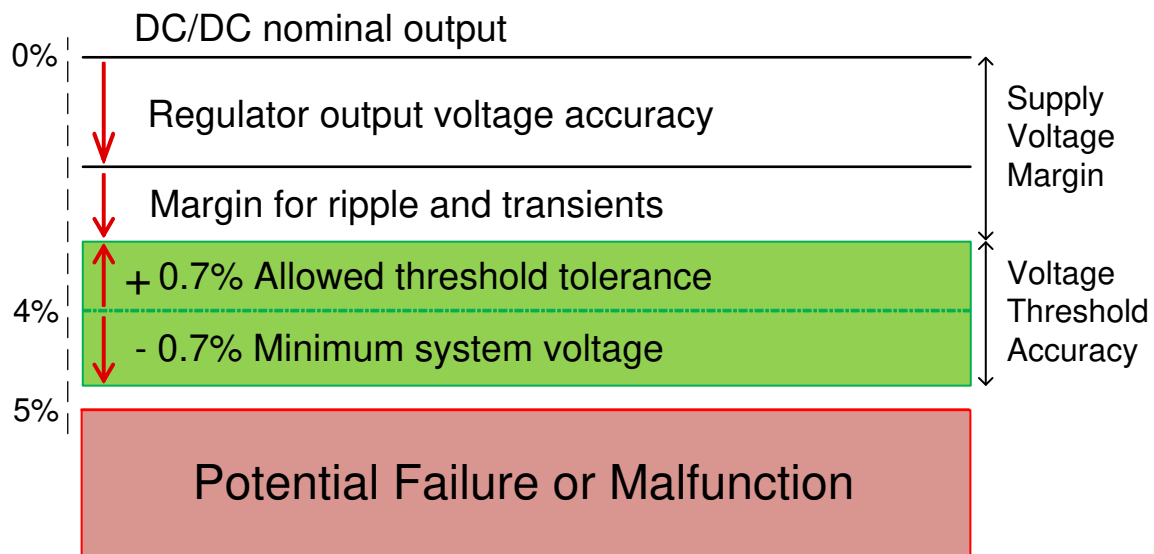 DC/DC nominal output
0%
Regulator output voltage accuracy
Supply
Voltage
Margin
Margin for ripple and transients
+ 0.7% Allowed threshold tolerance
4%
- 0.7% Minimum system voltage
Voltage
Threshold
Accuracy
5%
Potential Failure or Malfunction